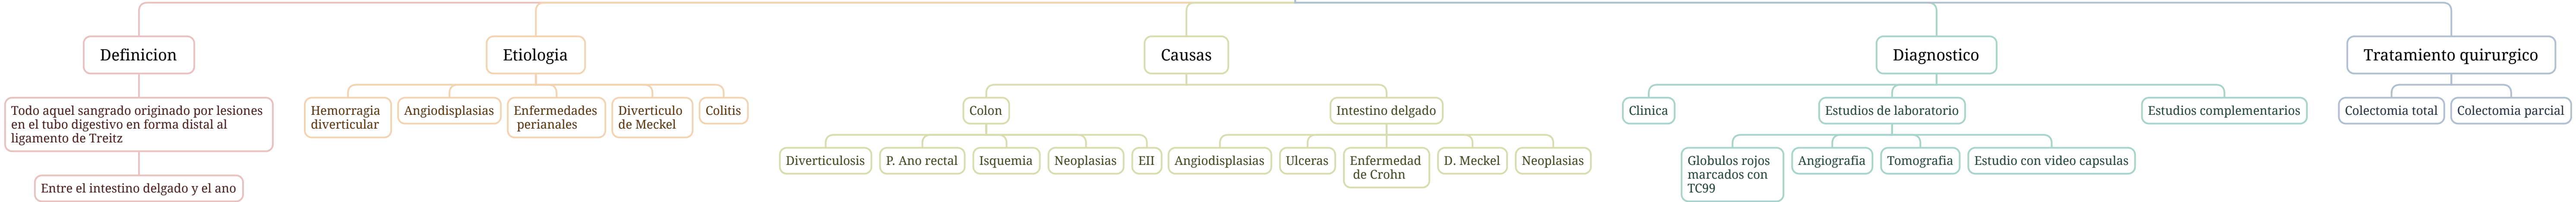 Definicion
Etiologia
Causas
Diagnostico
Tratamiento quirurgico
Todo aquel sangrado originado por lesiones
en el tubo digestivo en forma distal al
ligamento de Treitz
Entre el intestino delgado y el ano
Hemorragia
diverticular
Angiodisplasias
Enfermedades
perianales
Diverticulo
de Meckel
Colitis
Colon
Intestino delgado
Diverticulosis
P. Ano rectal
Isquemia
Neoplasias
EII
Angiodisplasias
Ulceras
Enfermedad
de Crohn
D. Meckel
Neoplasias
Clinica
Estudios de laboratorio
Estudios complementarios
Globulos rojos
marcados con
TC99
Angiografia
Tomografia
Estudio con video capsulas
Colectomia total
Colectomia parcial